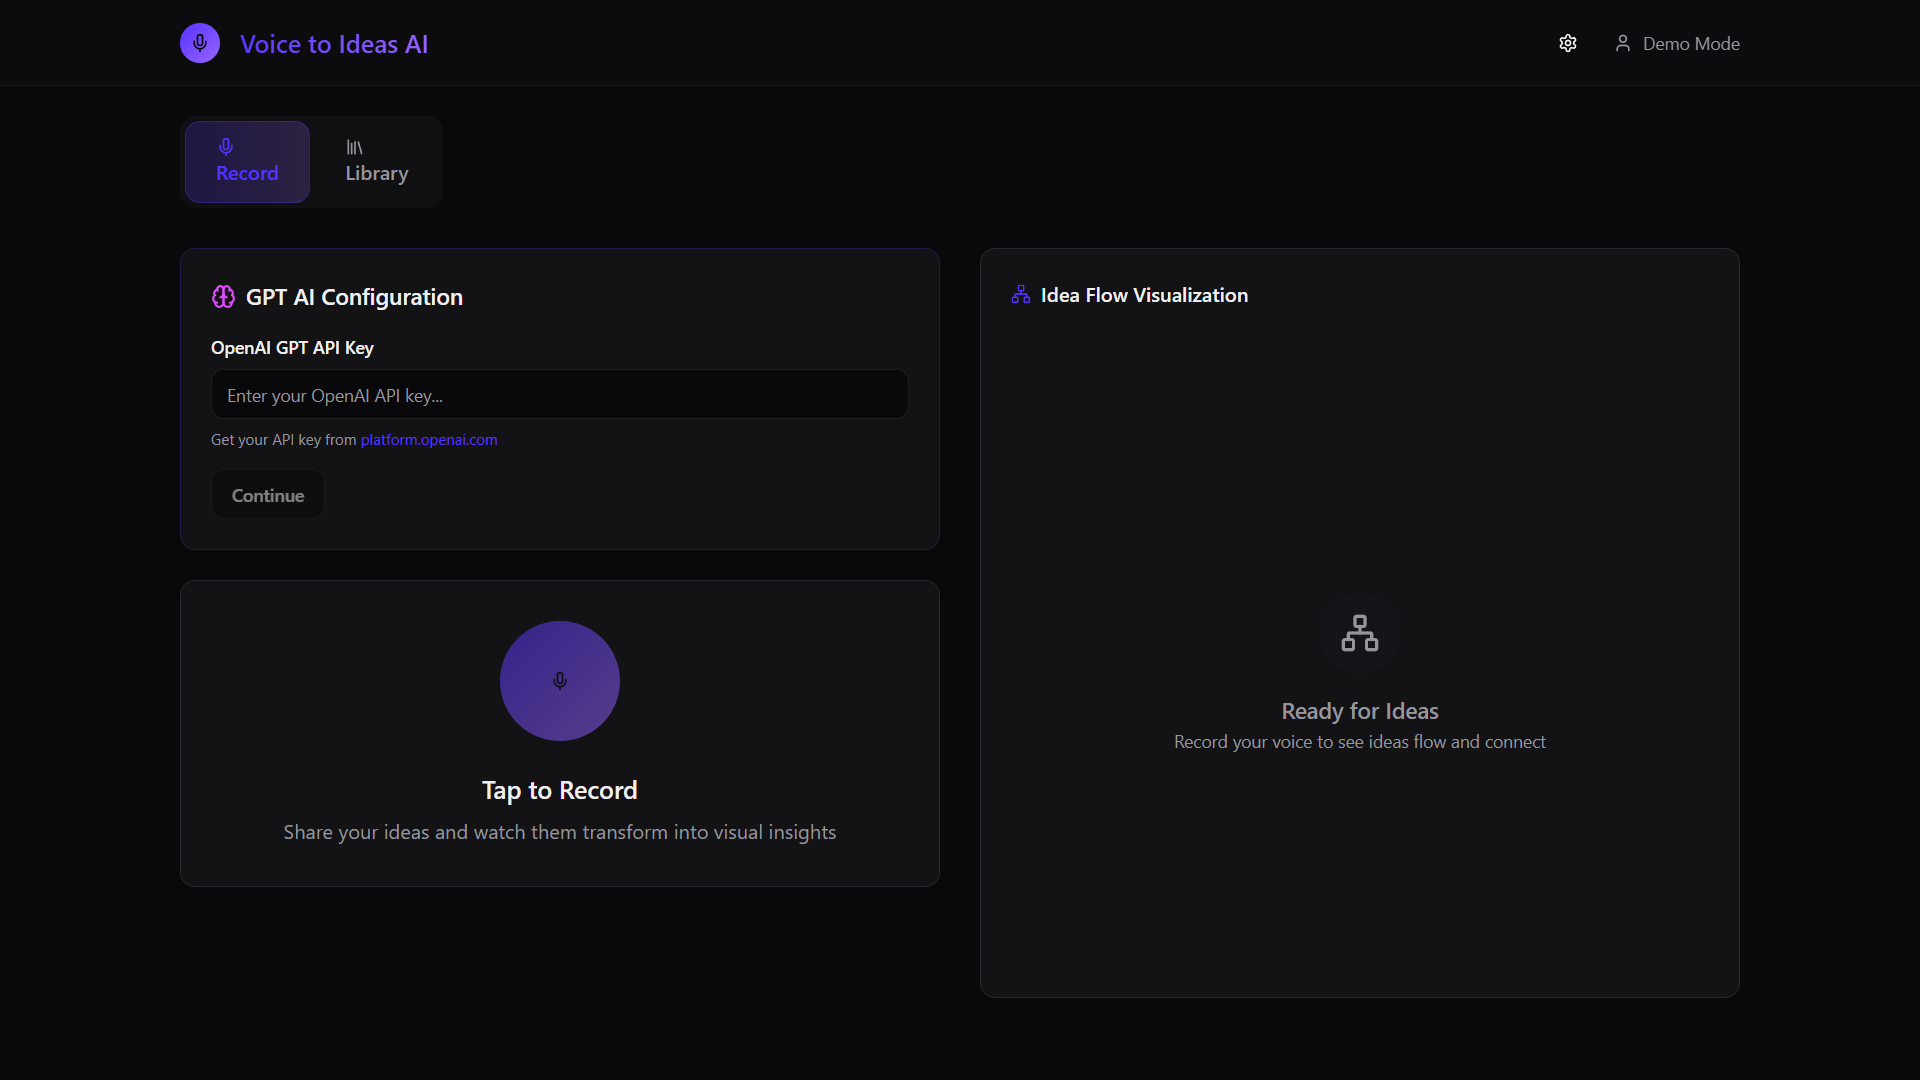 Voice to Ideas AI
Demo Mode
Record
Library
GPT AI Configuration
OpenAI GPT API Key
Enter your OpenAI API key...
Get your API key from platform.openai.com
Continue
Tap to Record
Share your ideas and watch them transform into visual insights
Idea Flow Visualization
Ready for Ideas
Record your voice to see ideas flow and connect